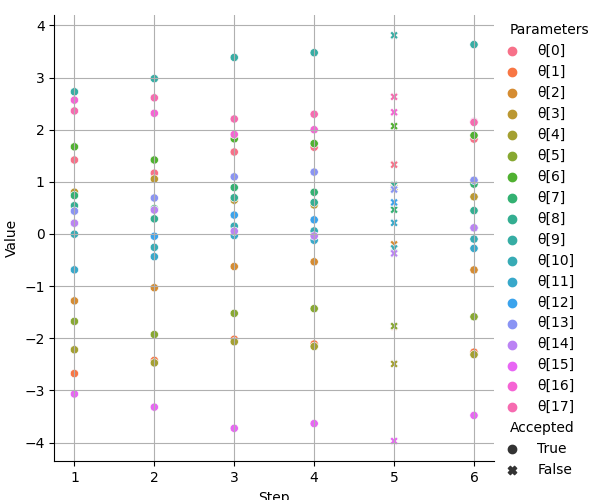 4
3
2
1
0
−1
−2
−3
−4
Value
1 2 3 4 5 6
Step
Parameters
θ[0]
θ[1]
θ[2]
θ[3]
θ[4]
θ[5]
θ[6]
θ[7]
θ[8]
θ[9]
θ[10]
θ[11]
θ[12]
θ[13]
θ[14]
θ[15]
θ[16]
θ[17]
Accepted
True
False